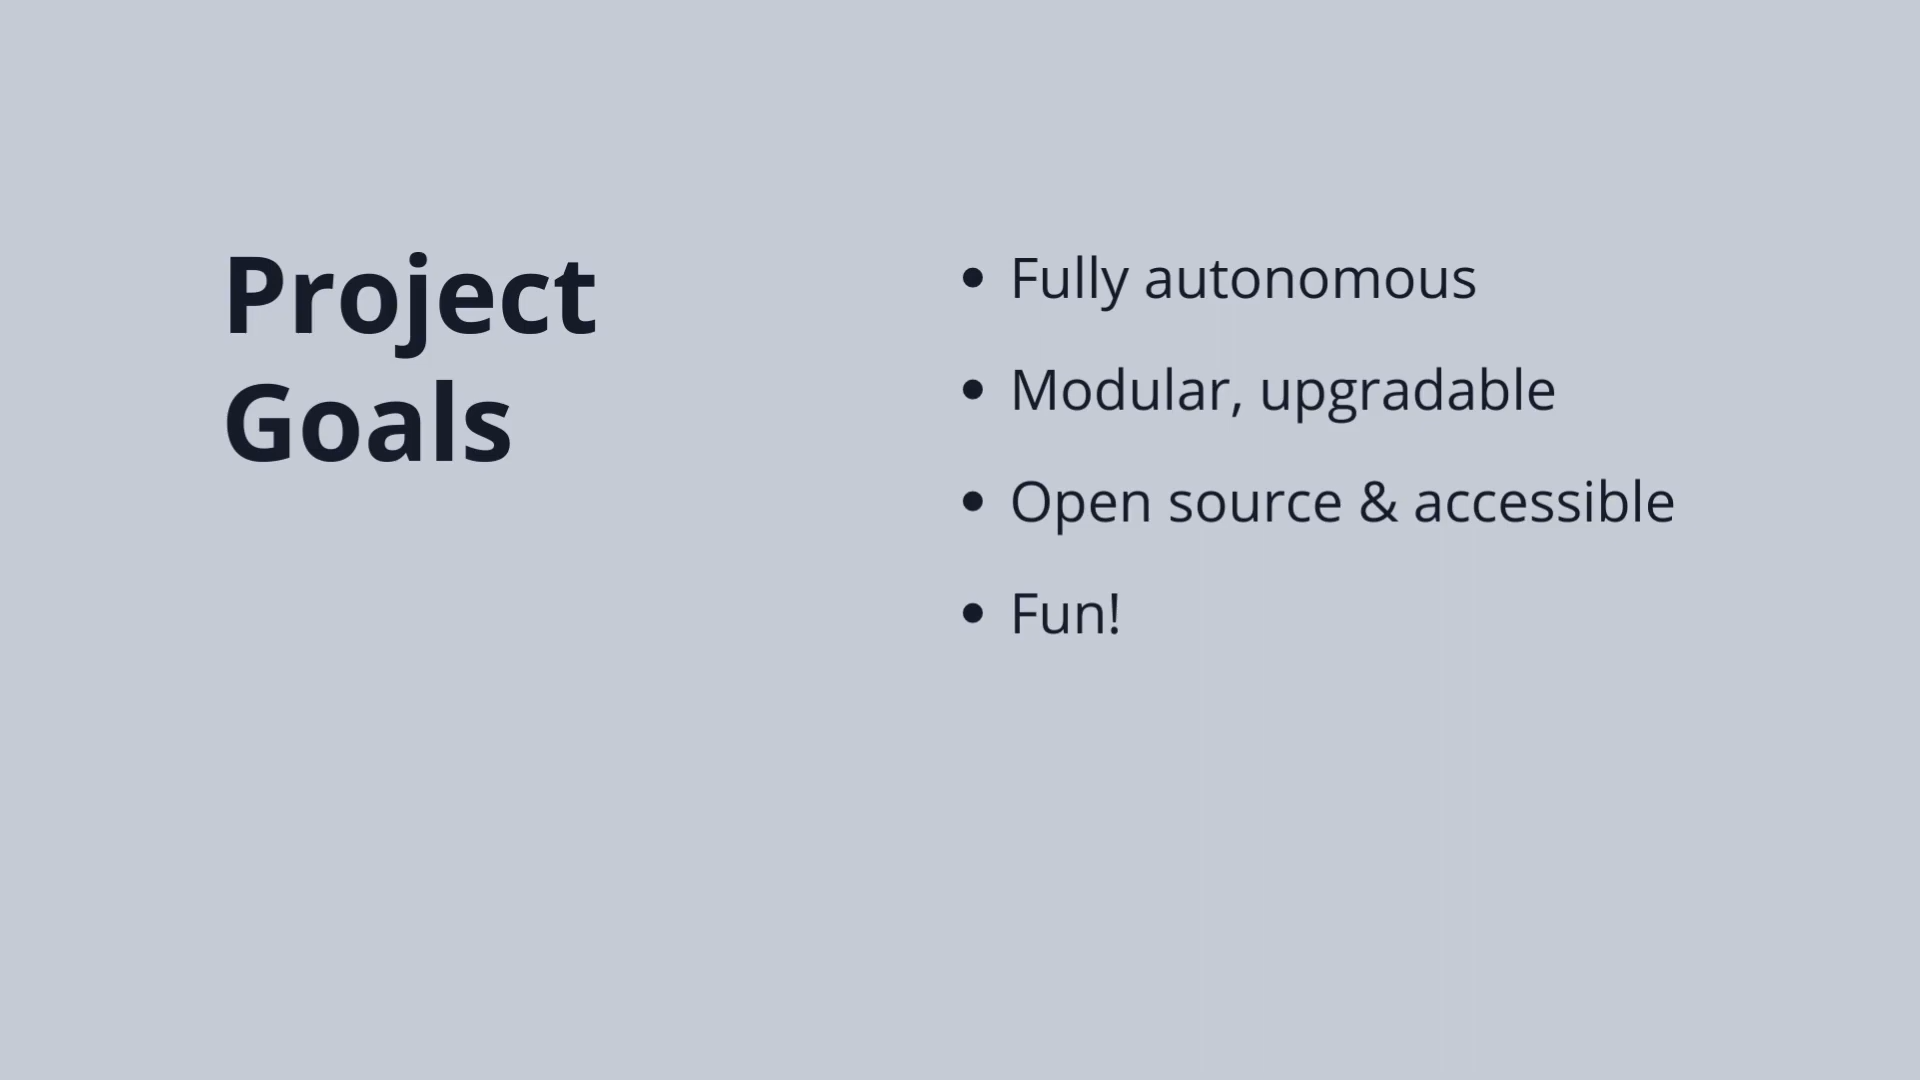 Project
Goals
• Fully autonomous
• Modular, upgradable
• Open source & accessible
• Fun!